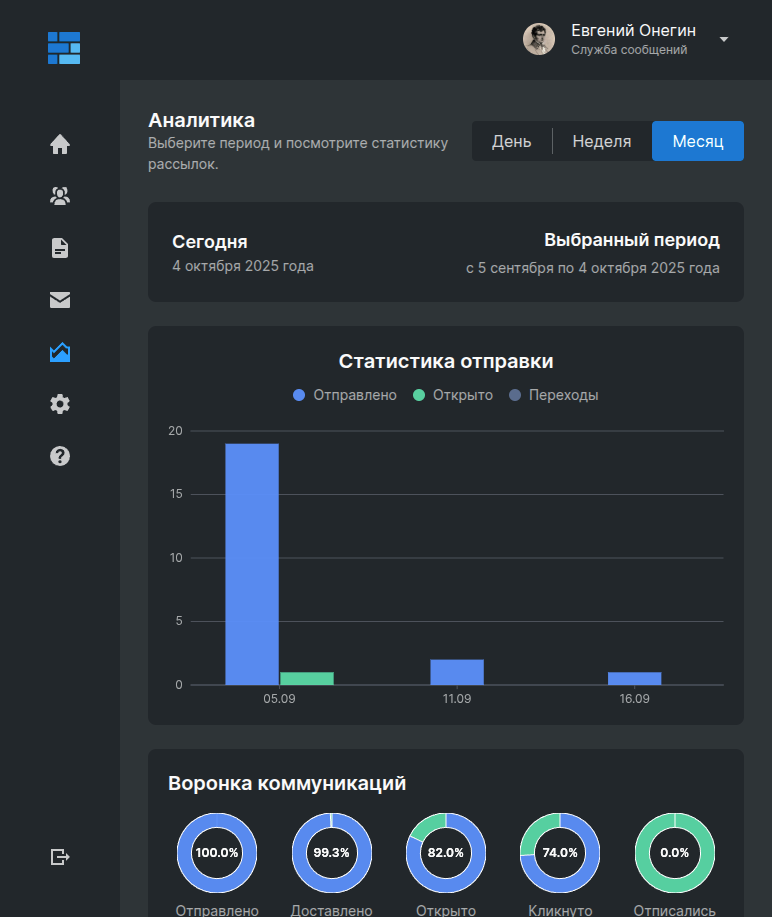 Евгений Онегин
Служба сообщений
Аналитика
Выберите период и посмотрите статистику
рассылок.
День
Неделя
Месяц
Сегодня
4 октября 2025 года
Выбранный период
с 5 сентября по 4 октября 2025 года
Статистика отправки
Отправлено
Открыто
Переходы
20
15
10
5
0
05.09
11.09
16.09
Воронка коммуникаций
100.0%
99.3%
82.0%
74.0%
0.0%
Отправлено
Доставлено
Открыто
Кликнуто
Отписались